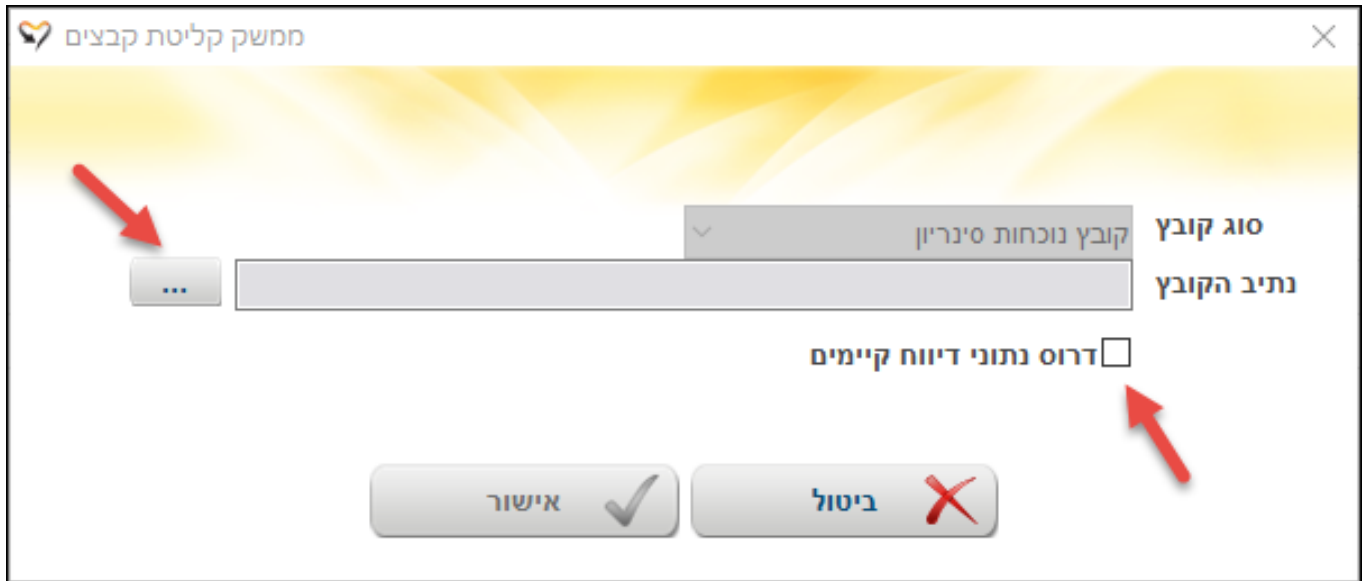 ממשק קליטת קבצים
סוג קובץ
קובץ נוכחות סינריון
נתיב הקובץ
...
דרוס נתוני דיווח קיימים
ביטול
אישור